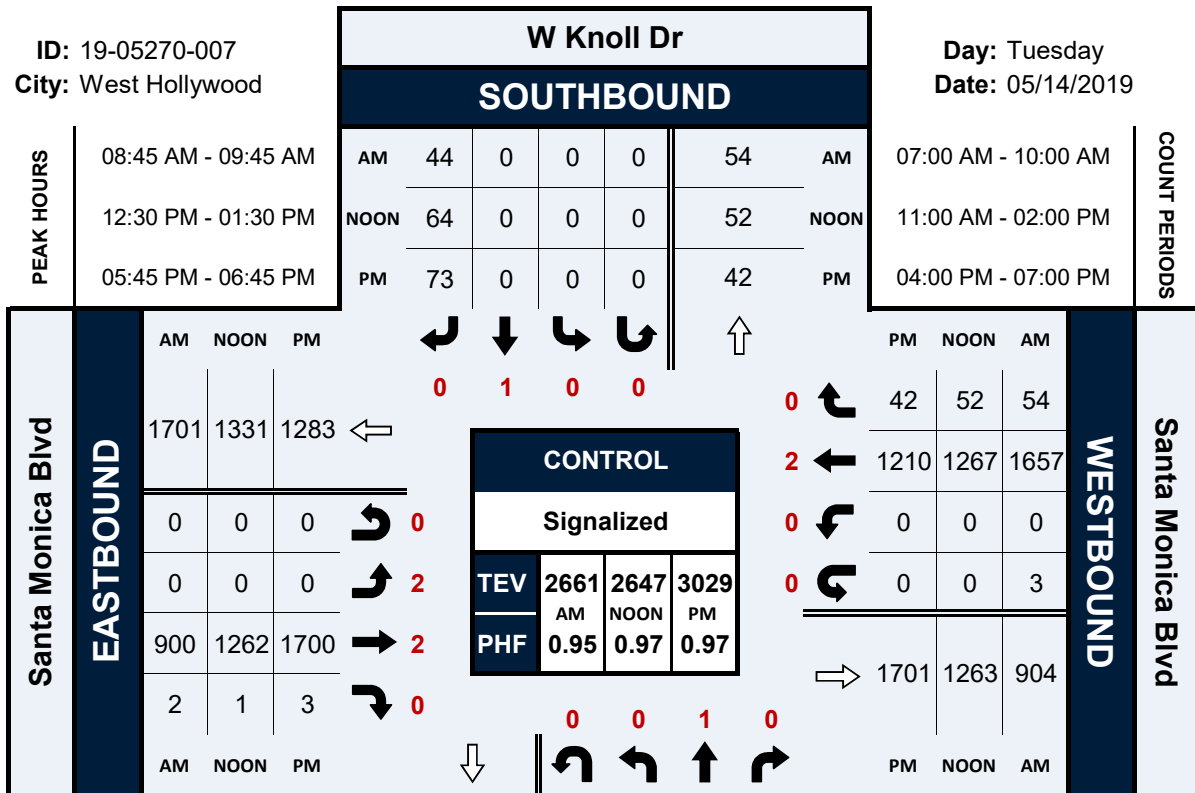 ID: 19-05270-007
City: West Hollywood
W Knoll Dr
SOUTHBOUND
Day: Tuesday
Date: 05/14/2019
PEAK HOURS
08:45 AM - 09:45 AM
12:30 PM - 01:30 PM
05:45 PM - 06:45 PM
AM 44 0 0 0 54 AM
NOON 64 0 0 0 52 NOON
PM 73 0 0 0 42 PM
07:00 AM - 10:00 AM
11:00 AM - 02:00 PM
04:00 PM - 07:00 PM
COUNT PERIODS
0 1 0 0
Santa Monica Blvd
EASTBOUND
AM NOON PM
1701 1331 1283
0 0 0 0
0 0 0 2
900 1262 1700 2
2 1 3 0
AM NOON PM
CONTROL
Signalized
TEV 2661 2647 3029
AM NOON PM
PHF 0.95 0.97 0.97
PM NOON AM
0 42 52 54
2 1210 1267 1657
0 0 0 0
0 0 0 3
1701 1263 904
PM NOON AM
WESTBOUND
Santa Monica Blvd
0 0 1 0